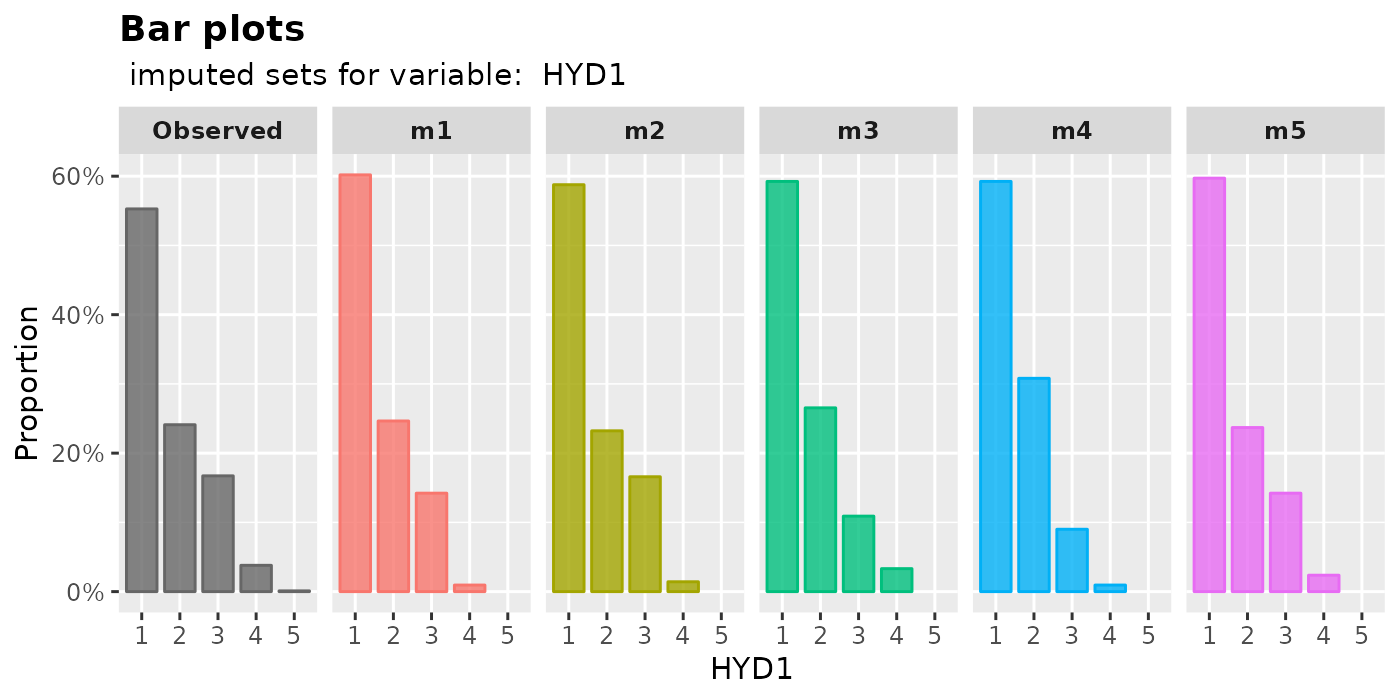 Bar plots
imputed sets for variable: HYD1
Observed m1 m2 m3 m4 m5
60%
40%
20%
0%
Proportion
1 2 3 4 5 1 2 3 4 5 1 2 3 4 5 1 2 3 4 5 1 2 3 4 5 1 2 3 4 5
HYD1